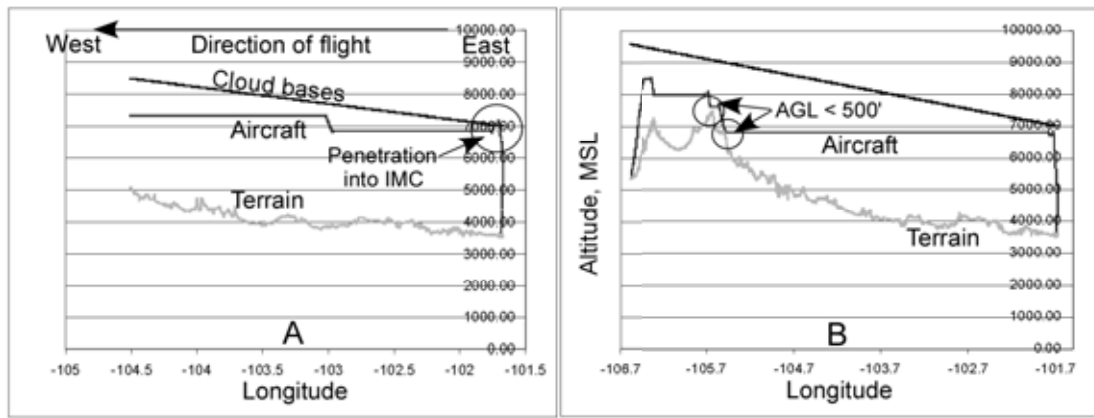 West
Direction of flight
East
10000.00
9000.00
8000.00
7000.00
6000.00
5000.00
4000.00
3000.00
2000.00
1000.00
0.00
Cloud bases
Aircraft
Penetration
into IMC
Terrain
A
-105
-104.5
-104
-103.5
-103
-102.5
-102
-101.5
Longitude
Altitude, MSL
10000.00
9000.00
8000.00
7000.00
6000.00
5000.00
4000.00
3000.00
2000.00
1000.00
0.00
AGL < 500'
Aircraft
Terrain
B
-106.7
-105.7
-104.7
-103.7
-102.7
-101.7
Longitude